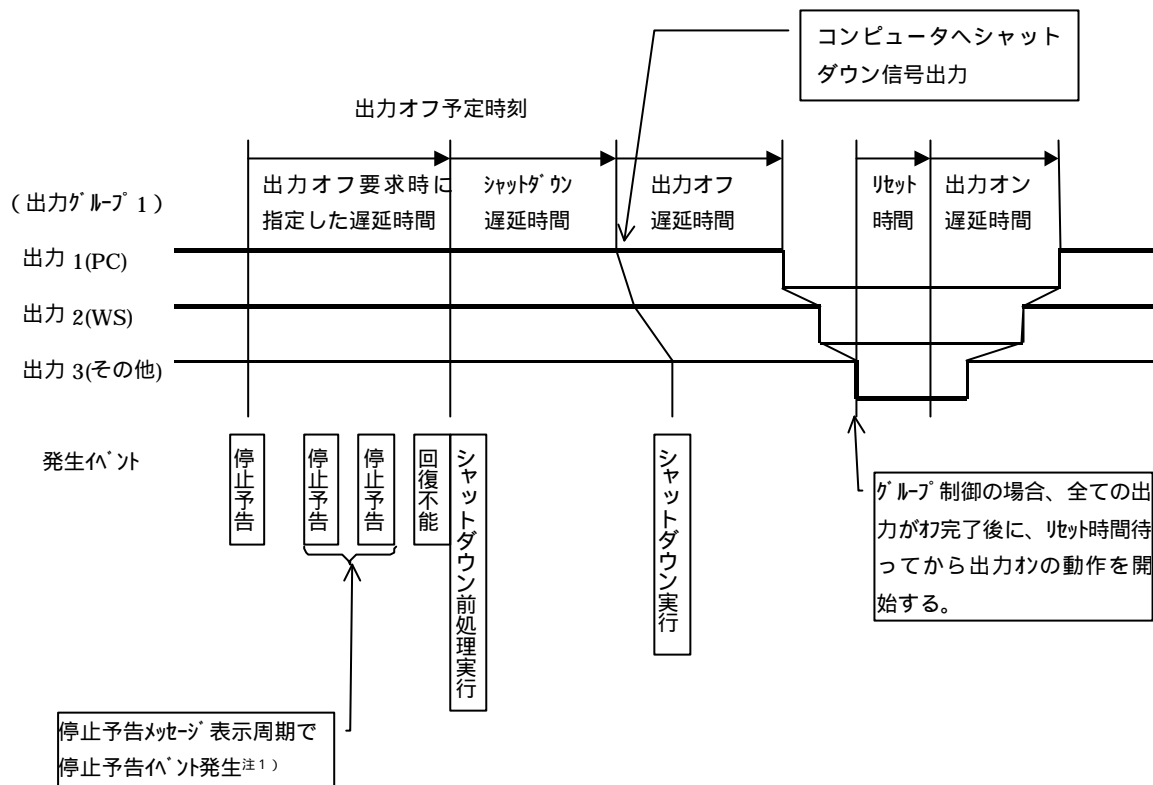 コンピュータへシャット
ダウン信号出力
出力オフ予定時刻
出力オフ要求時に
指定した遅延時間
ｼｬｯﾄﾀﾞｳﾝ
遅延時間
出力オフ
遅延時間
ﾘｾｯﾄ
時間
出力オン
遅延時間
（出力ｸﾞﾙｰﾌﾟ1）
出力 1(PC)
出力 2(WS)
出力 3(その他)
発生ｲﾍﾞﾝﾄ
停止予告
停止予告
停止予告
回復不能
シャットダウン前処理実行
シャットダウン実行
ｸﾞﾙｰﾌﾟ制御の場合、全ての出
力がｵﾌ完了後に、ﾘｾｯﾄ時間待
ってから出力ｵﾝの動作を開
始する。
停止予告ﾒｯｾｰｼﾞ表示周期で
停止予告ｲﾍﾞﾝﾄ発生注1）